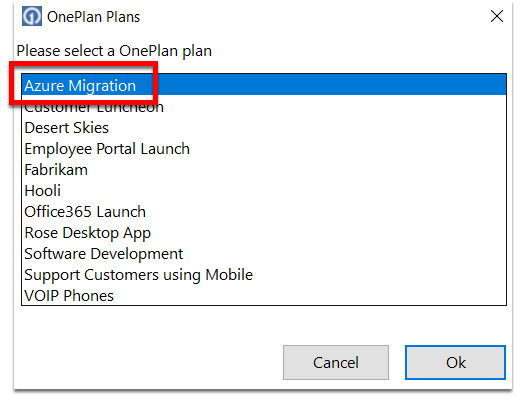 OnePlan Plans
Please select a OnePlan plan
Azure Migration
Customer Luncheon
Desert Skies
Employee Portal Launch
Fabrikam
Hooli
Office365 Launch
Rose Desktop App
Software Development
Support Customers using Mobile
VOIP Phones
Cancel
Ok